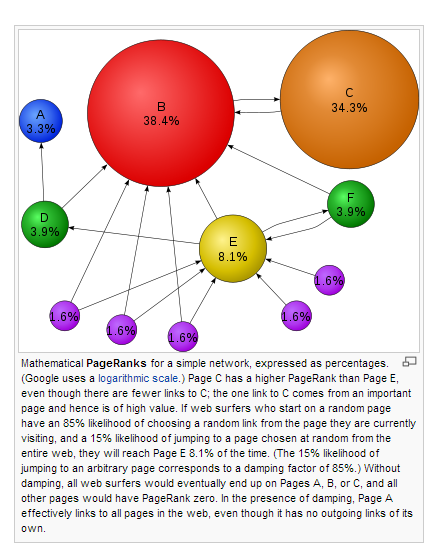 B
38.4%
C
34.3%
A
3.3%
D
3.9%
F
3.9%
E
8.1%
1.6%
1.6%
1.6%
1.6%
1.6%
Mathematical PageRanks for a simple network, expressed as percentages.
(Google uses a logarithmic scale.) Page C has a higher PageRank than Page E,
even though there are fewer links to C; the one link to C comes from an important
page and hence is of high value. If web surfers who start on a random page
have an 85% likelihood of choosing a random link from the page they are currently
visiting, and a 15% likelihood of jumping to a page chosen at random from the
entire web, they will reach Page E 8.1% of the time. (The 15% likelihood of
jumping to an arbitrary page corresponds to a damping factor of 85%.) Without
damping, all web surfers would eventually end up on Pages A, B, or C, and all
other pages would have PageRank zero. In the presence of damping, Page A
effectively links to all pages in the web, even though it has no outgoing links of its
own.